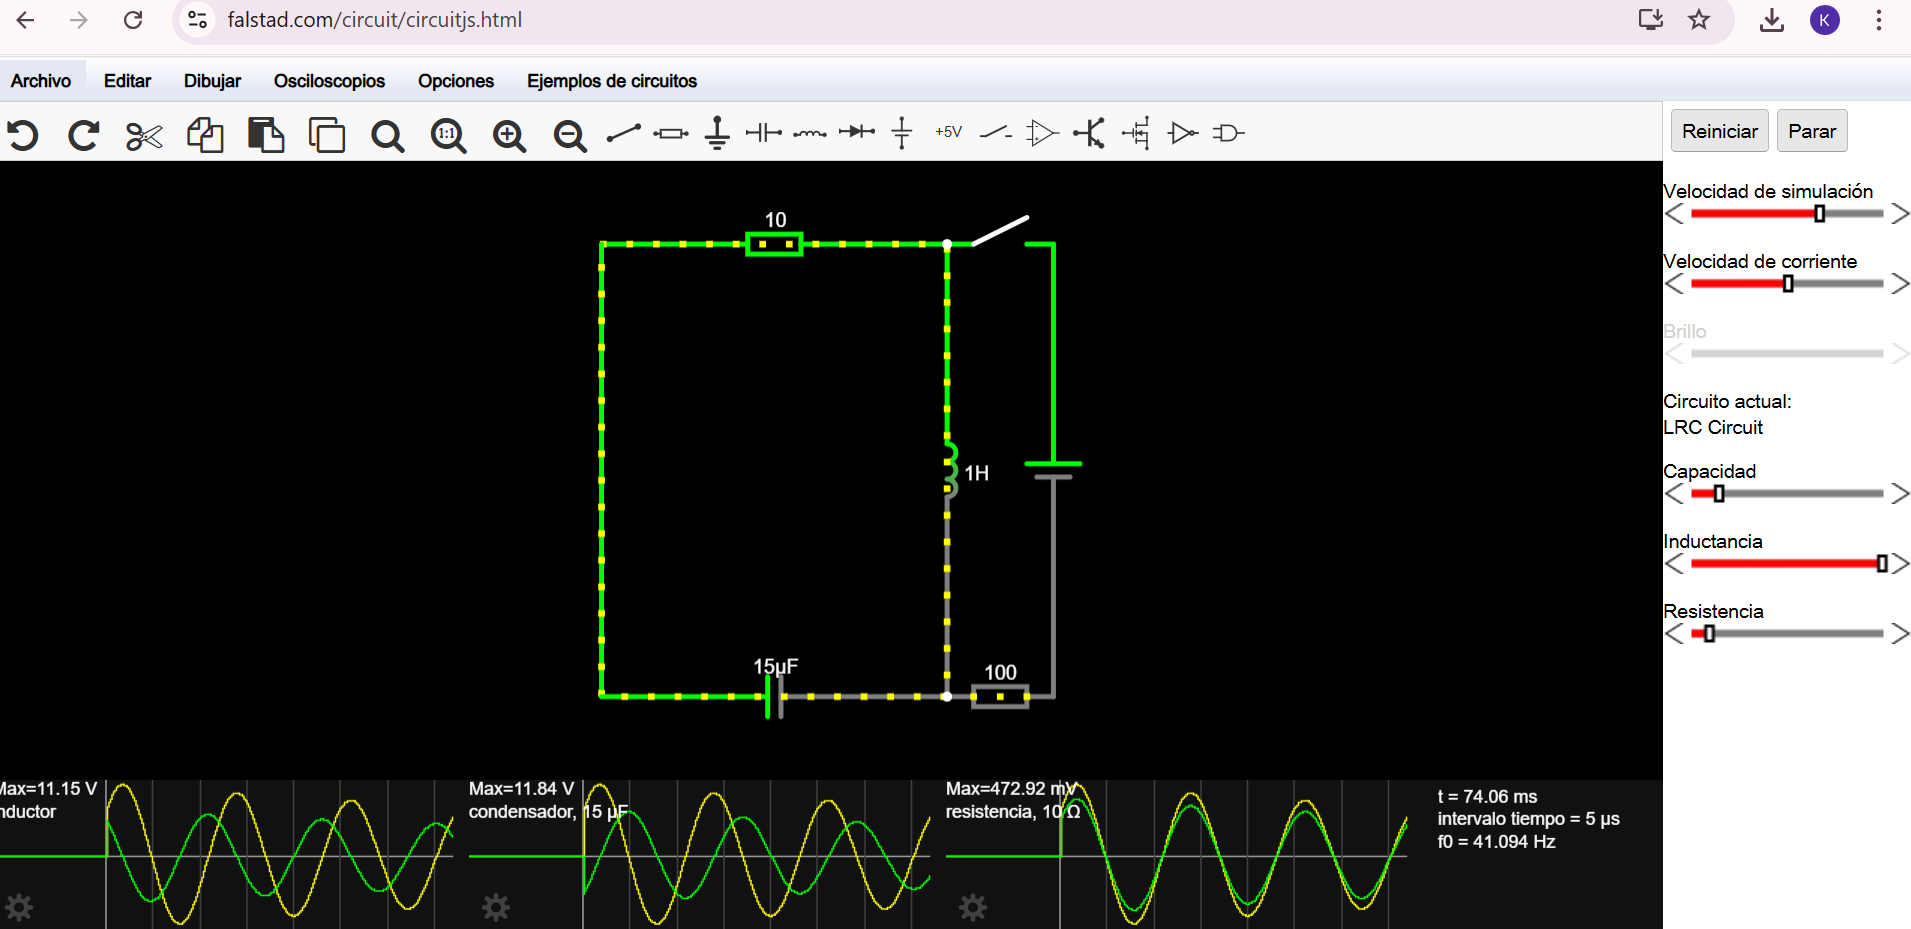 falstad.com/circuit/circuitjs.html
K
Archivo Editar Dibujar Osciloscopios Opciones Ejemplos de circuitos
1:1 +5V
Reiniciar Parar
Velocidad de simulación
Velocidad de corriente
Brillo
Circuito actual:
LRC Circuit
Capacidad
Inductancia
Resistencia
10
1H
15µF
100
Max=11.15 V
nductor
Max=11.84 V
condensador, 15 µF
Max=472.92 mV
resistencia, 10 Ω
t = 74.06 ms
intervalo tiempo = 5 µs
f0 = 41.094 Hz